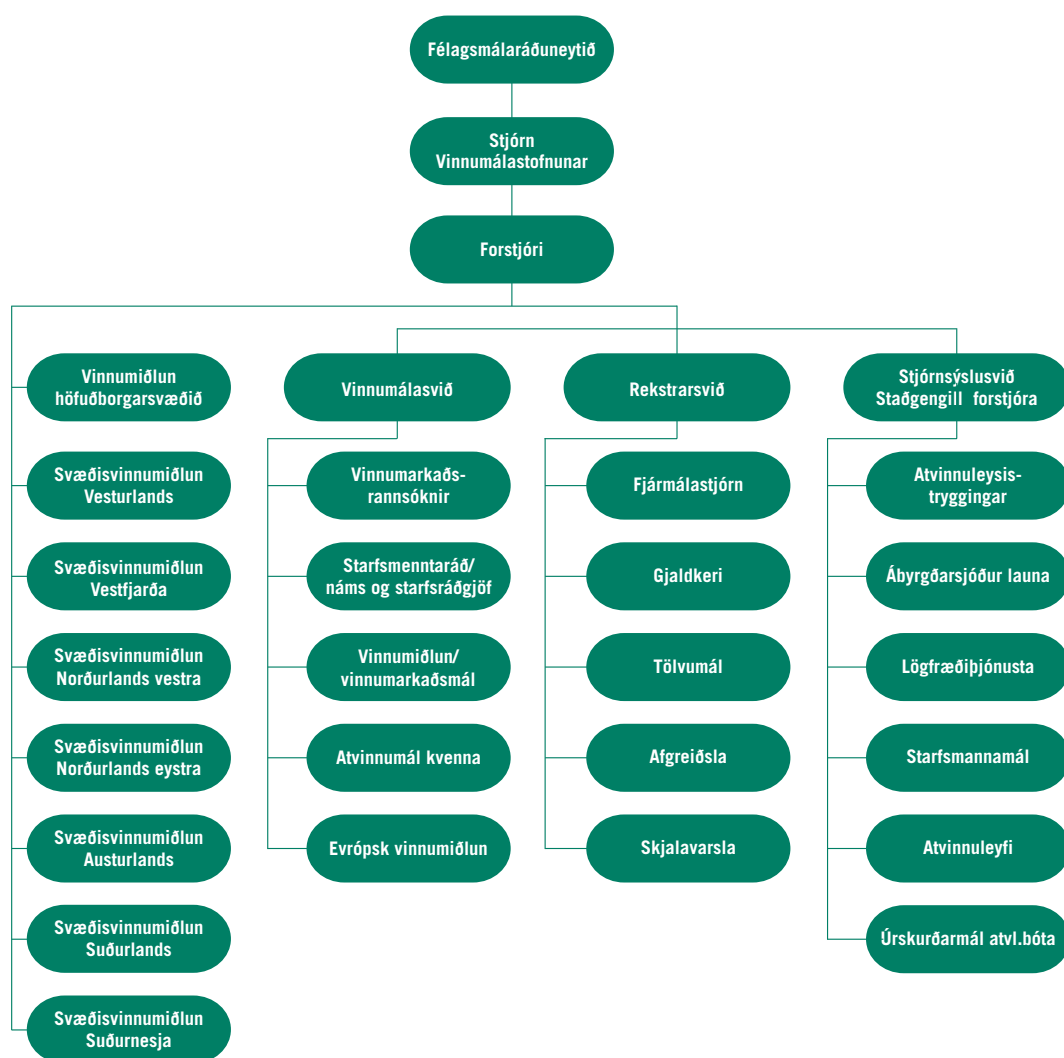 Félagsmálaráðuneytið
Stjórn
Vinnumálastofnunar
Forstjóri
Vinnumiðlun
höfuðborgarsvæðið
Svæðisvinnumiðlun
Vesturlands
Svæðisvinnumiðlun
Vestfjarða
Svæðisvinnumiðlun
Norðurlands vestra
Svæðisvinnumiðlun
Norðurlands eystra
Svæðisvinnumiðlun
Austurlands
Svæðisvinnumiðlun
Suðurlands
Svæðisvinnumiðlun
Suðurnesja
Vinnumálasvið
Vinnumarkaðs-
rannsóknir
Starfsmenntaráð/
náms og starfsráðgjöf
Vinnumiðlun/
vinnumarkaðsmál
Atvinnumál kvenna
Evrópsk vinnumiðlun
Rekstrarsvið
Fjármálastjórn
Gjaldkeri
Tölvumál
Afgreiðsla
Skjalavarsla
Stjórnsýslusvið
Staðgengill forstjóra
Atvinnuleysis-
tryggingar
Ábyrgðarsjóður launa
Lögfræðiþjónusta
Starfsmannamál
Atvinnuleyfi
Úrskurðarmál atvl.bóta